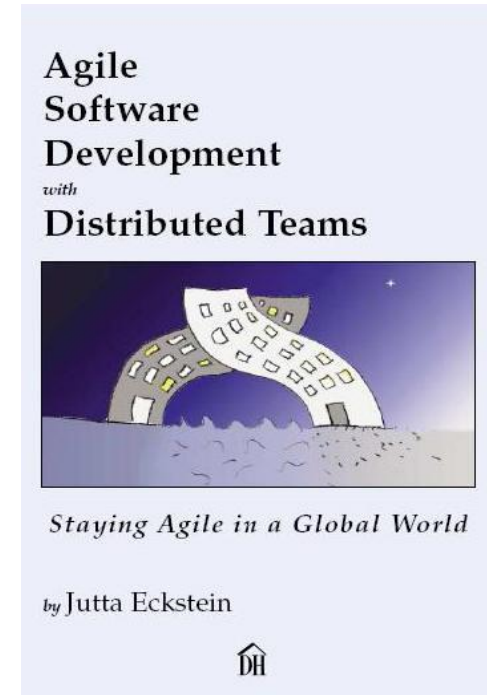 Agile
Software
Development
with
Distributed Teams
Staying Agile in a Global World
by Jutta Eckstein
DH